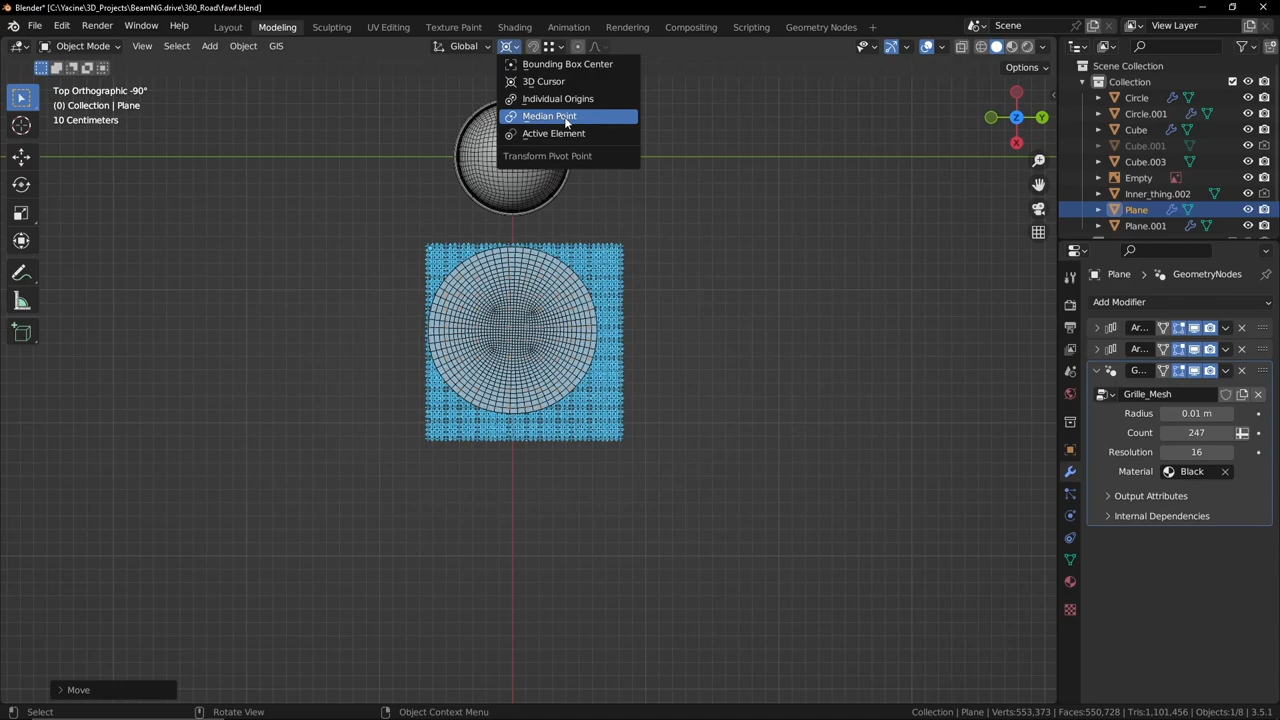 Blender* [C:\Yacine\3D_Projects\BeamNG.drive\360_Road\fawf.blend]
File Edit Render Window Help Layout Modeling Sculpting UV Editing Texture Paint Shading Animation Rendering Compositing Geometry Nodes Scripting + Scene View Layer
Object Mode View Select Add Object GIS Global
Options
Top Orthographic -90°
(0) Collection | Plane
10 Centimeters
Bounding Box Center
3D Cursor
Individual Origins
Median Point
Active Element
Transform Pivot Point
X
Y
Z
Scene Collection
Collection
Circle
Circle.001
Cube
Cube.001
Cube.003
Empty
Inner_thing.002
Plane
Plane.001
Plane GeometryNodes
Add Modifier
Ar...
Ar...
G...
Grille_Mesh
Radius 0.01 m
Count 247
Resolution 16
Material Black
Output Attributes
Internal Dependencies
Move
Select Rotate View Object Context Menu Collection | Plane | Verts:553,373 | Faces:550,728 | Tris:1,101,456 | Objects:1/8 | 3.5.1